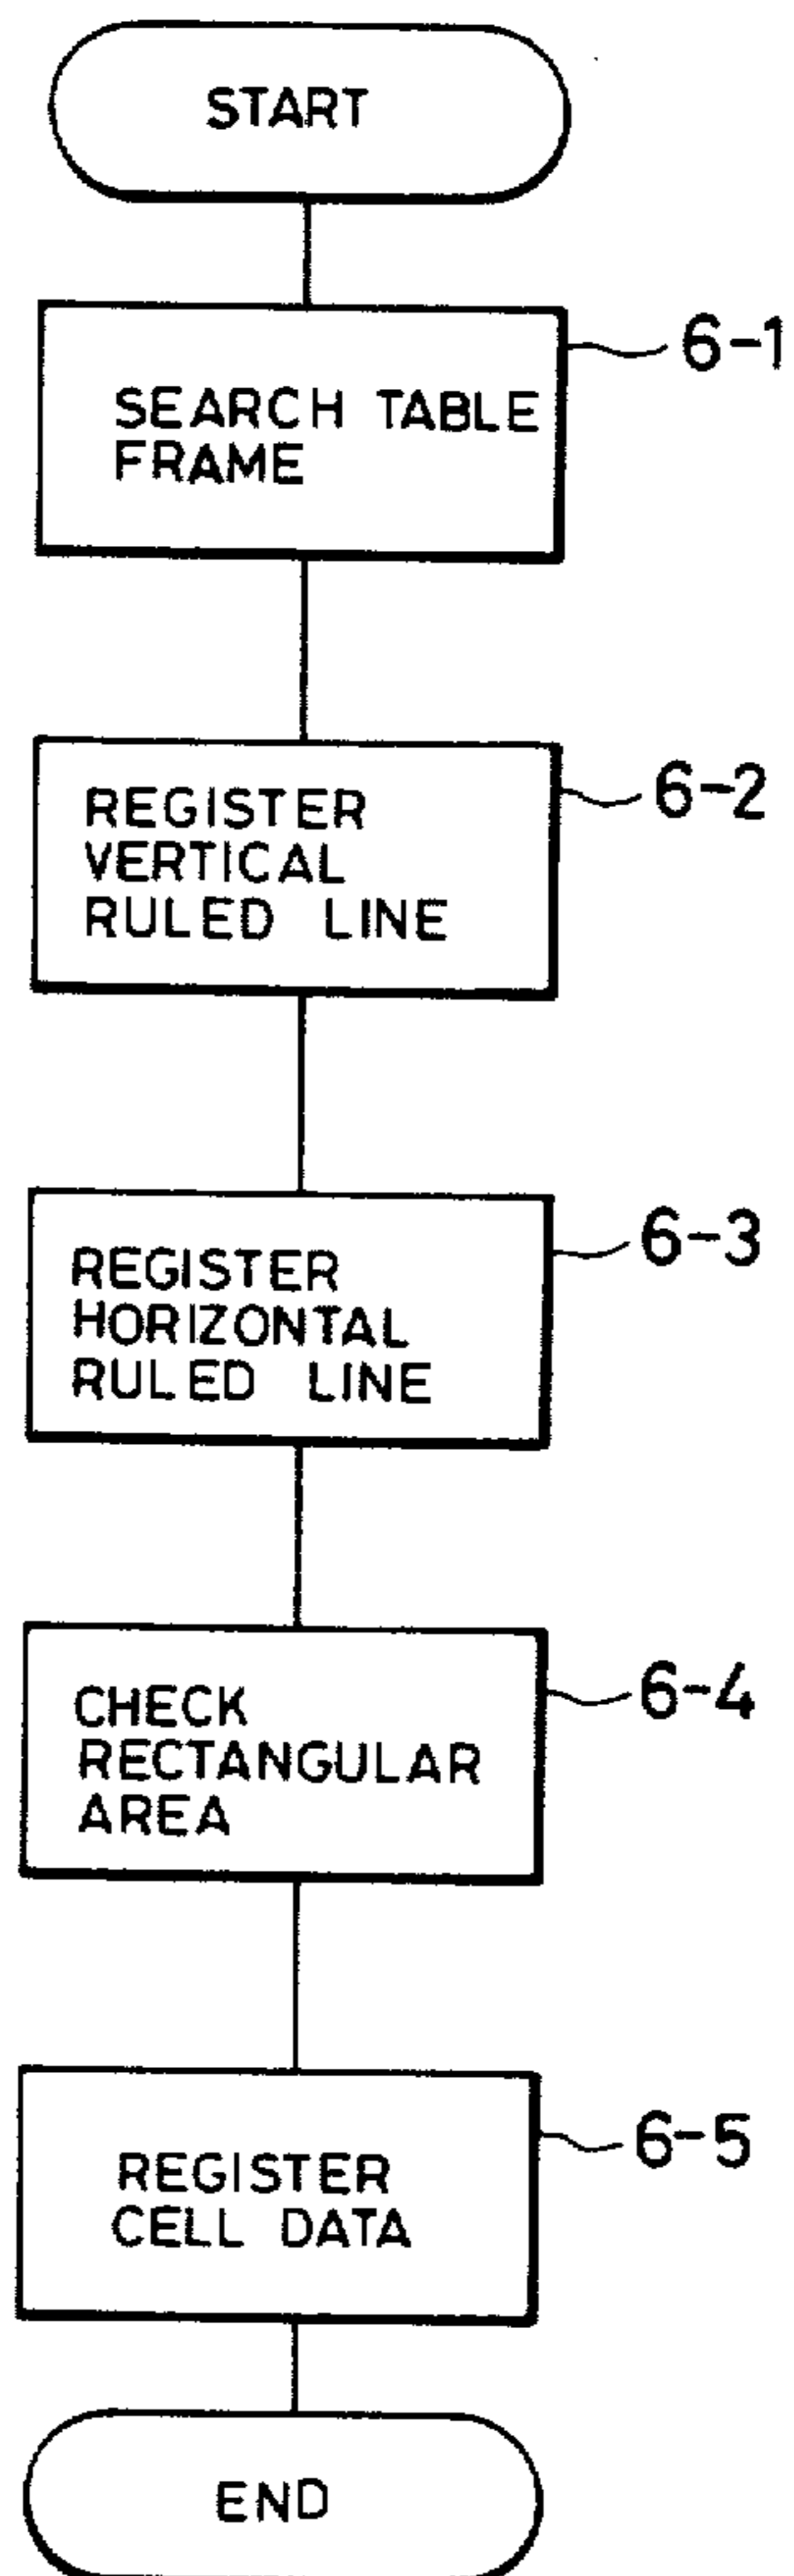 START
6-1
SEARCH TABLE
FRAME
6-2
REGISTER
VERTICAL
RULED LINE
6-3
REGISTER
HORIZONTAL
RULED LINE
6-4
CHECK
RECTANGULAR
AREA
6-5
REGISTER
CELL DATA
END